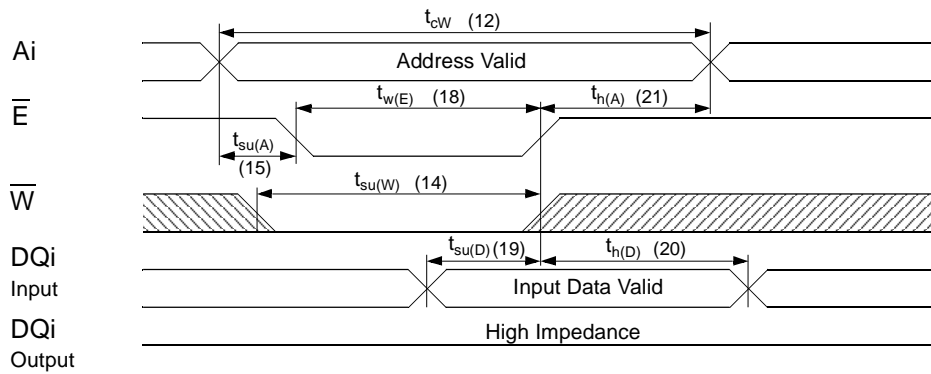 tcW (12)
Ai
Address Valid
tw(E) (18)
th(A) (21)
E
tsu(A)
(15)
tsu(W) (14)
W
DQi
tsu(D) (19)
th(D) (20)
Input
Input Data Valid
DQi
High Impedance
Output